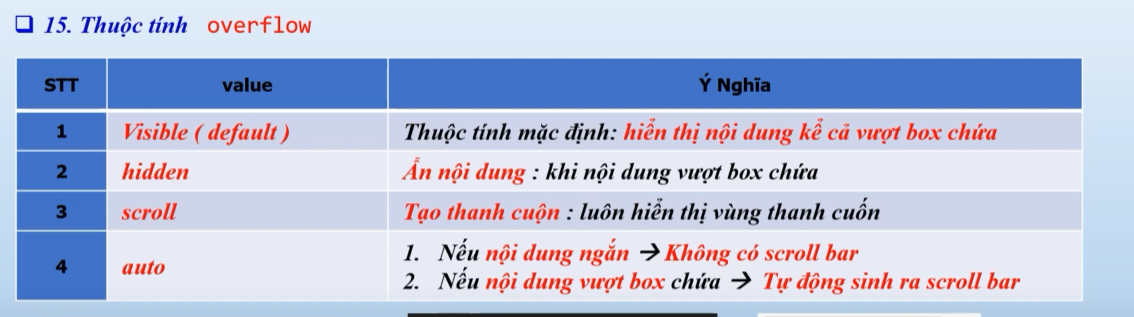 15. Thuộc tính overflow
STT value Ý Nghĩa
1 Visible ( default ) Thuộc tính mặc định: hiển thị nội dung kể cả vượt box chứa
2 hidden Ẩn nội dung : khi nội dung vượt box chứa
3 scroll Tạo thanh cuộn : luôn hiển thị vùng thanh cuốn
4 auto 1. Nếu nội dung ngắn → Không có scroll bar
2. Nếu nội dung vượt box chứa → Tự động sinh ra scroll bar